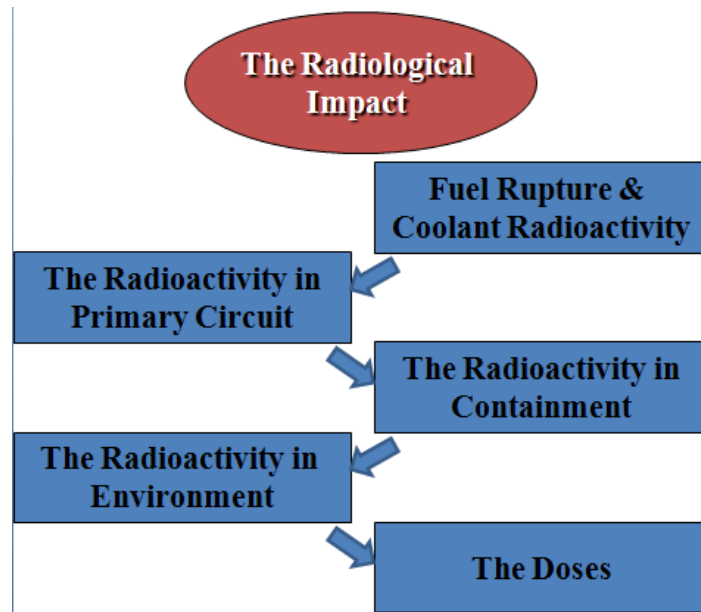 The Radiological
Impact
Fuel Rupture &
Coolant Radioactivity
The Radioactivity in
Primary Circuit
The Radioactivity in
Containment
The Radioactivity in
Environment
The Doses